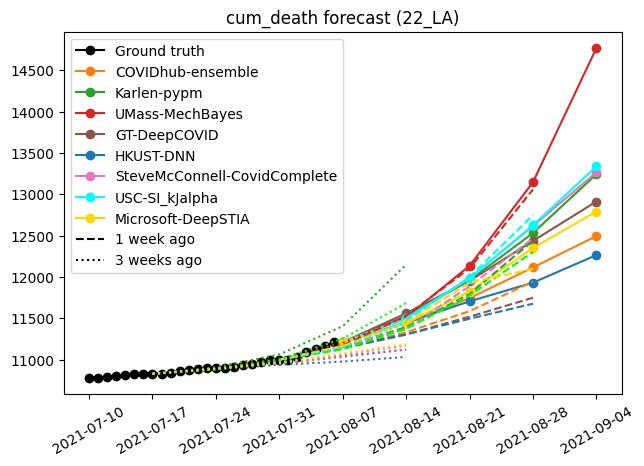 cum_death forecast (22_LA)
Ground truth
COVIDhub-ensemble
Karlen-pypm
UMass-MechBayes
GT-DeepCOVID
HKUST-DNN
SteveMcConnell-CovidComplete
USC-SI_kJalpha
Microsoft-DeepSTIA
1 week ago
3 weeks ago
14500
14000
13500
13000
12500
12000
11500
11000
2021-07-10
2021-07-17
2021-07-24
2021-07-31
2021-08-07
2021-08-14
2021-08-21
2021-08-28
2021-09-04